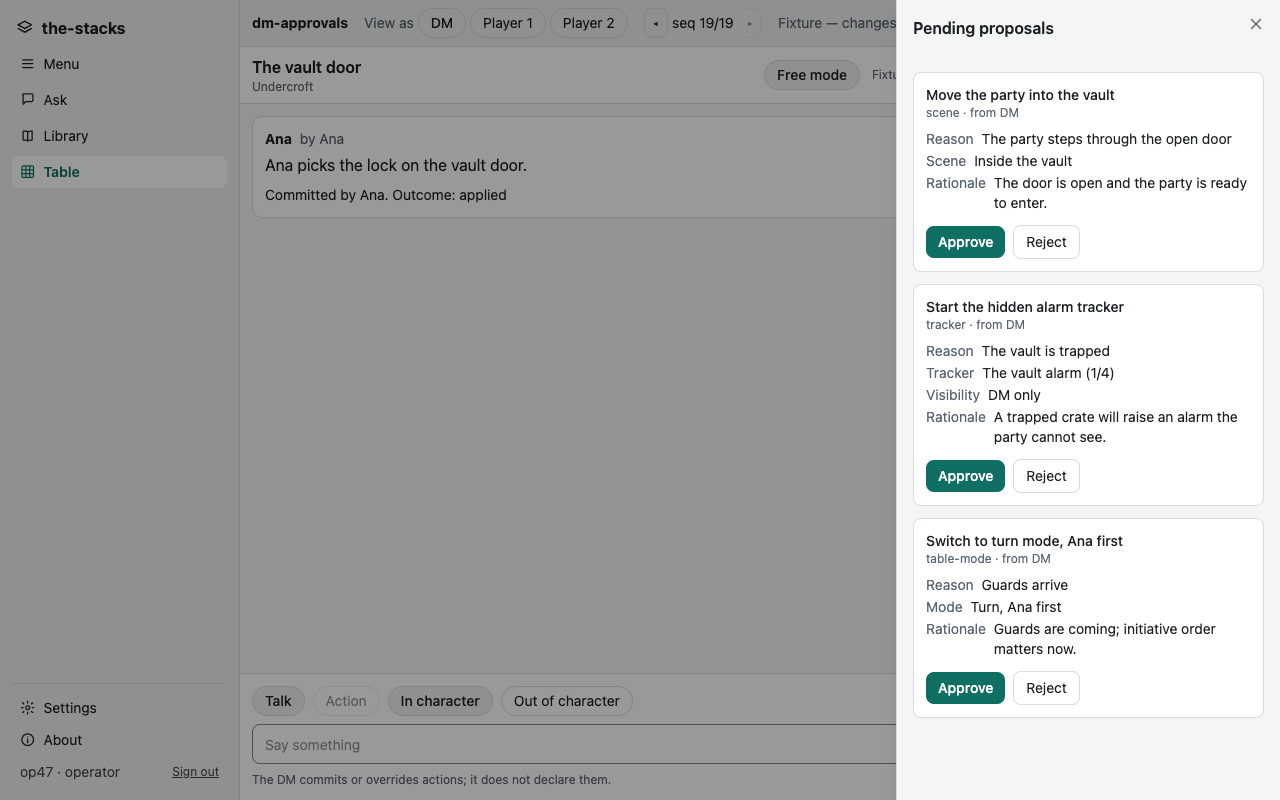 the-stacks
Menu
Ask
Library
Table
Settings
About
op47 · operator Sign out
dm-approvals View as DM Player 1 Player 2 seq 19/19 Fixture — changes
The vault door
Undercroft
Free mode
Ana by Ana
Ana picks the lock on the vault door.
Committed by Ana. Outcome: applied
Talk Action In character Out of character
Say something
The DM commits or overrides actions; it does not declare them.
Pending proposals
Move the party into the vault
scene · from DM
Reason The party steps through the open door
Scene Inside the vault
Rationale The door is open and the party is ready
to enter.
Approve Reject
Start the hidden alarm tracker
tracker · from DM
Reason The vault is trapped
Tracker The vault alarm (1/4)
Visibility DM only
Rationale A trapped crate will raise an alarm the
party cannot see.
Approve Reject
Switch to turn mode, Ana first
table-mode · from DM
Reason Guards arrive
Mode Turn, Ana first
Rationale Guards are coming; initiative order
matters now.
Approve Reject